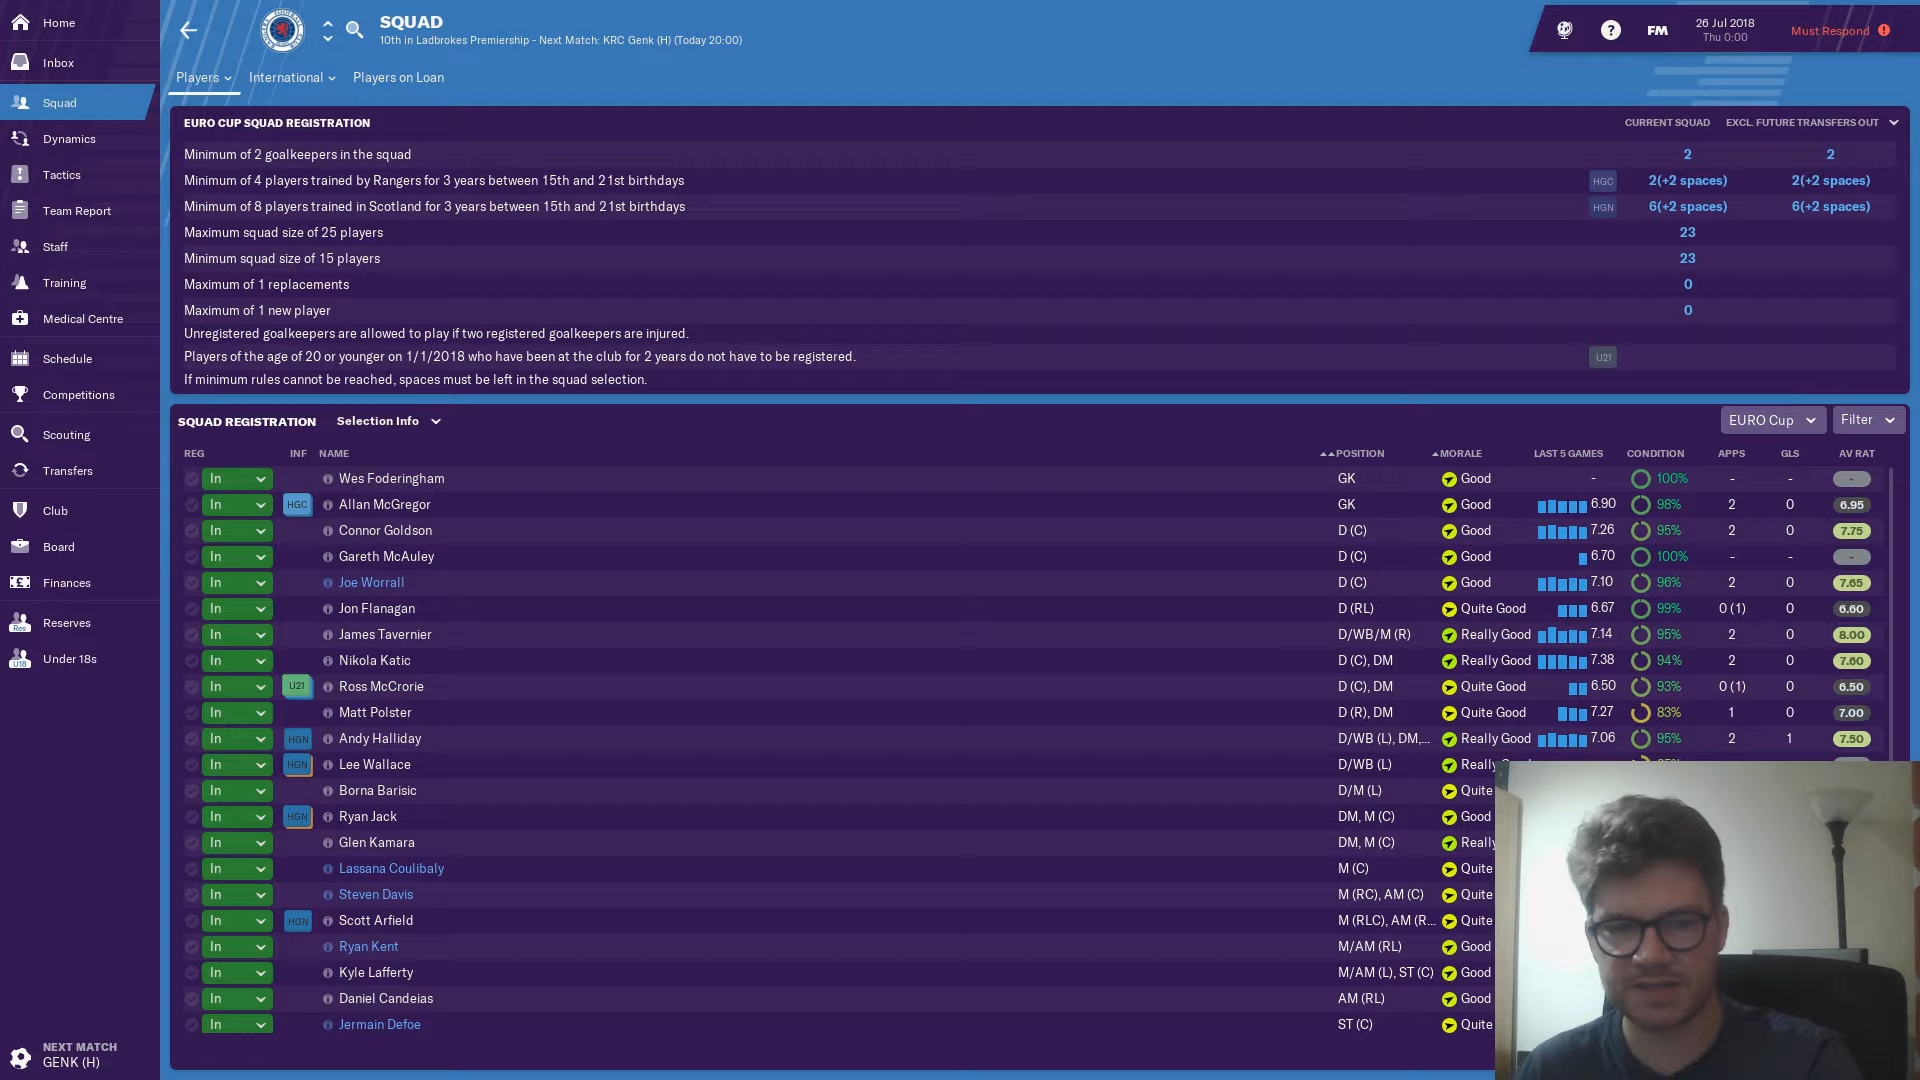 Home
Inbox
Squad
Dynamics
Tactics
Team Report
Staff
Training
Medical Centre
Schedule
Competitions
Scouting
Transfers
Club
Board
Finances
Reserves
Under 18s
Res
U18
NEXT MATCH
GENK (H)
SQUAD
10th in Ladbrokes Premiership - Next Match: KRC Genk (H) (Today 20:00)
? FM 26 Jul 2018 Must Respond
Thu 0:00
Players International Players on Loan
EURO CUP SQUAD REGISTRATION CURRENT SQUAD EXCL. FUTURE TRANSFERS OUT
Minimum of 2 goalkeepers in the squad 2 2
Minimum of 4 players trained by Rangers for 3 years between 15th and 21st birthdays HGC 2(+2 spaces) 2(+2 spaces)
Minimum of 8 players trained in Scotland for 3 years between 15th and 21st birthdays HGN 6(+2 spaces) 6(+2 spaces)
Maximum squad size of 25 players 23
Minimum squad size of 15 players 23
Maximum of 1 replacements 0
Maximum of 1 new player 0
Unregistered goalkeepers are allowed to play if two registered goalkeepers are injured.
Players of the age of 20 or younger on 1/1/2018 who have been at the club for 2 years do not have to be registered. U21
If minimum rules cannot be reached, spaces must be left in the squad selection.
SQUAD REGISTRATION Selection Info EURO Cup Filter
REG INF NAME POSITION MORALE LAST 5 GAMES CONDITION APPS GLS AV RAT
In Wes Foderingham GK Good - 100% - - -
In HGC Allan McGregor GK Good 6.90 98% 2 0 6.95
In Connor Goldson D (C) Good 7.26 95% 2 0 7.75
In Gareth McAuley D (C) Good 6.70 100% - - -
In Joe Worrall D (C) Good 7.10 96% 2 0 7.65
In Jon Flanagan D (RL) Quite Good 6.67 99% 0 (1) 0 6.60
In James Tavernier D/WB/M (R) Really Good 7.14 95% 2 0 8.00
In Nikola Katic D (C), DM Really Good 7.38 94% 2 0 7.60
In U21 Ross McCrorie D (C), DM Quite Good 6.50 93% 0 (1) 0 6.50
In Matt Polster D (R), DM Quite Good 7.27 83% 1 0 7.00
In HGN Andy Halliday D/WB (L), DM,... Really Good 7.06 95% 2 1 7.50
In HGN Lee Wallace D/WB (L) Really
In Borna Barisic D/M (L) Quite
In HGN Ryan Jack DM, M (C) Good
In Glen Kamara DM, M (C) Really
In Lassana Coulibaly M (C) Quite
In Steven Davis M (RC), AM (C) Quite
In HGN Scott Arfield M (RLC), AM (R... Quite
In Ryan Kent M/AM (RL) Good
In Kyle Lafferty M/AM (L), ST (C) Good
In Daniel Candeias AM (RL) Good
In Jermain Defoe ST (C) Quite